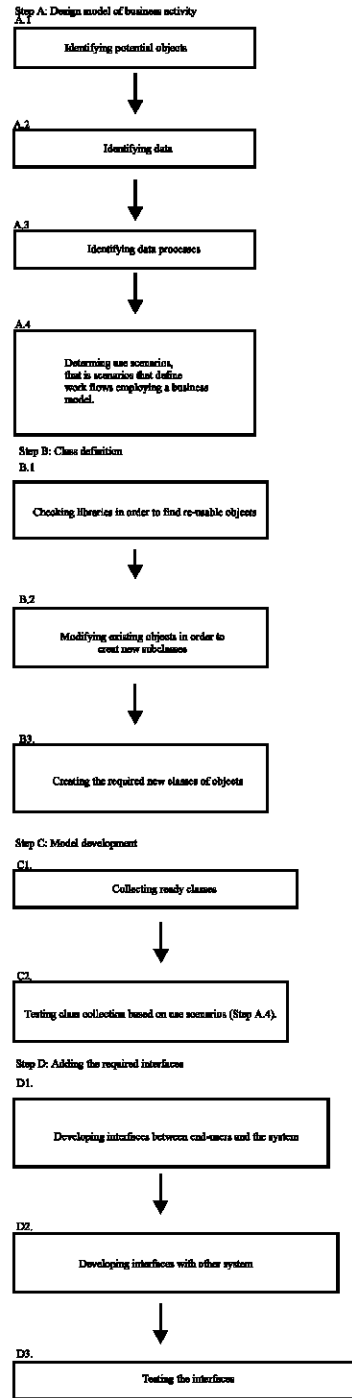 Step A: Design model of business activity
A.1
Identifying potential objects
A.2
Identifying data
A.3
Identifying data processes
A.4
Determing use scenarios,
that is scenarios that define
work flows employing a business
model.
Step B: Class definition
B.1
Checking libraries in order to find re-usable objects
B.2
Modifying existing objects in order to
creat new subclasses
B3.
Creating the required new classes of objects
Step C: Model development
C1.
Collecting ready classes
C2.
Testing class collection based on use scenarios (Step A.4).
Step D: Adding the required interfaces
D1.
Developing interfaces between end-users and the system
D2.
Developing interfaces with other system
D3.
Testing the interfaces